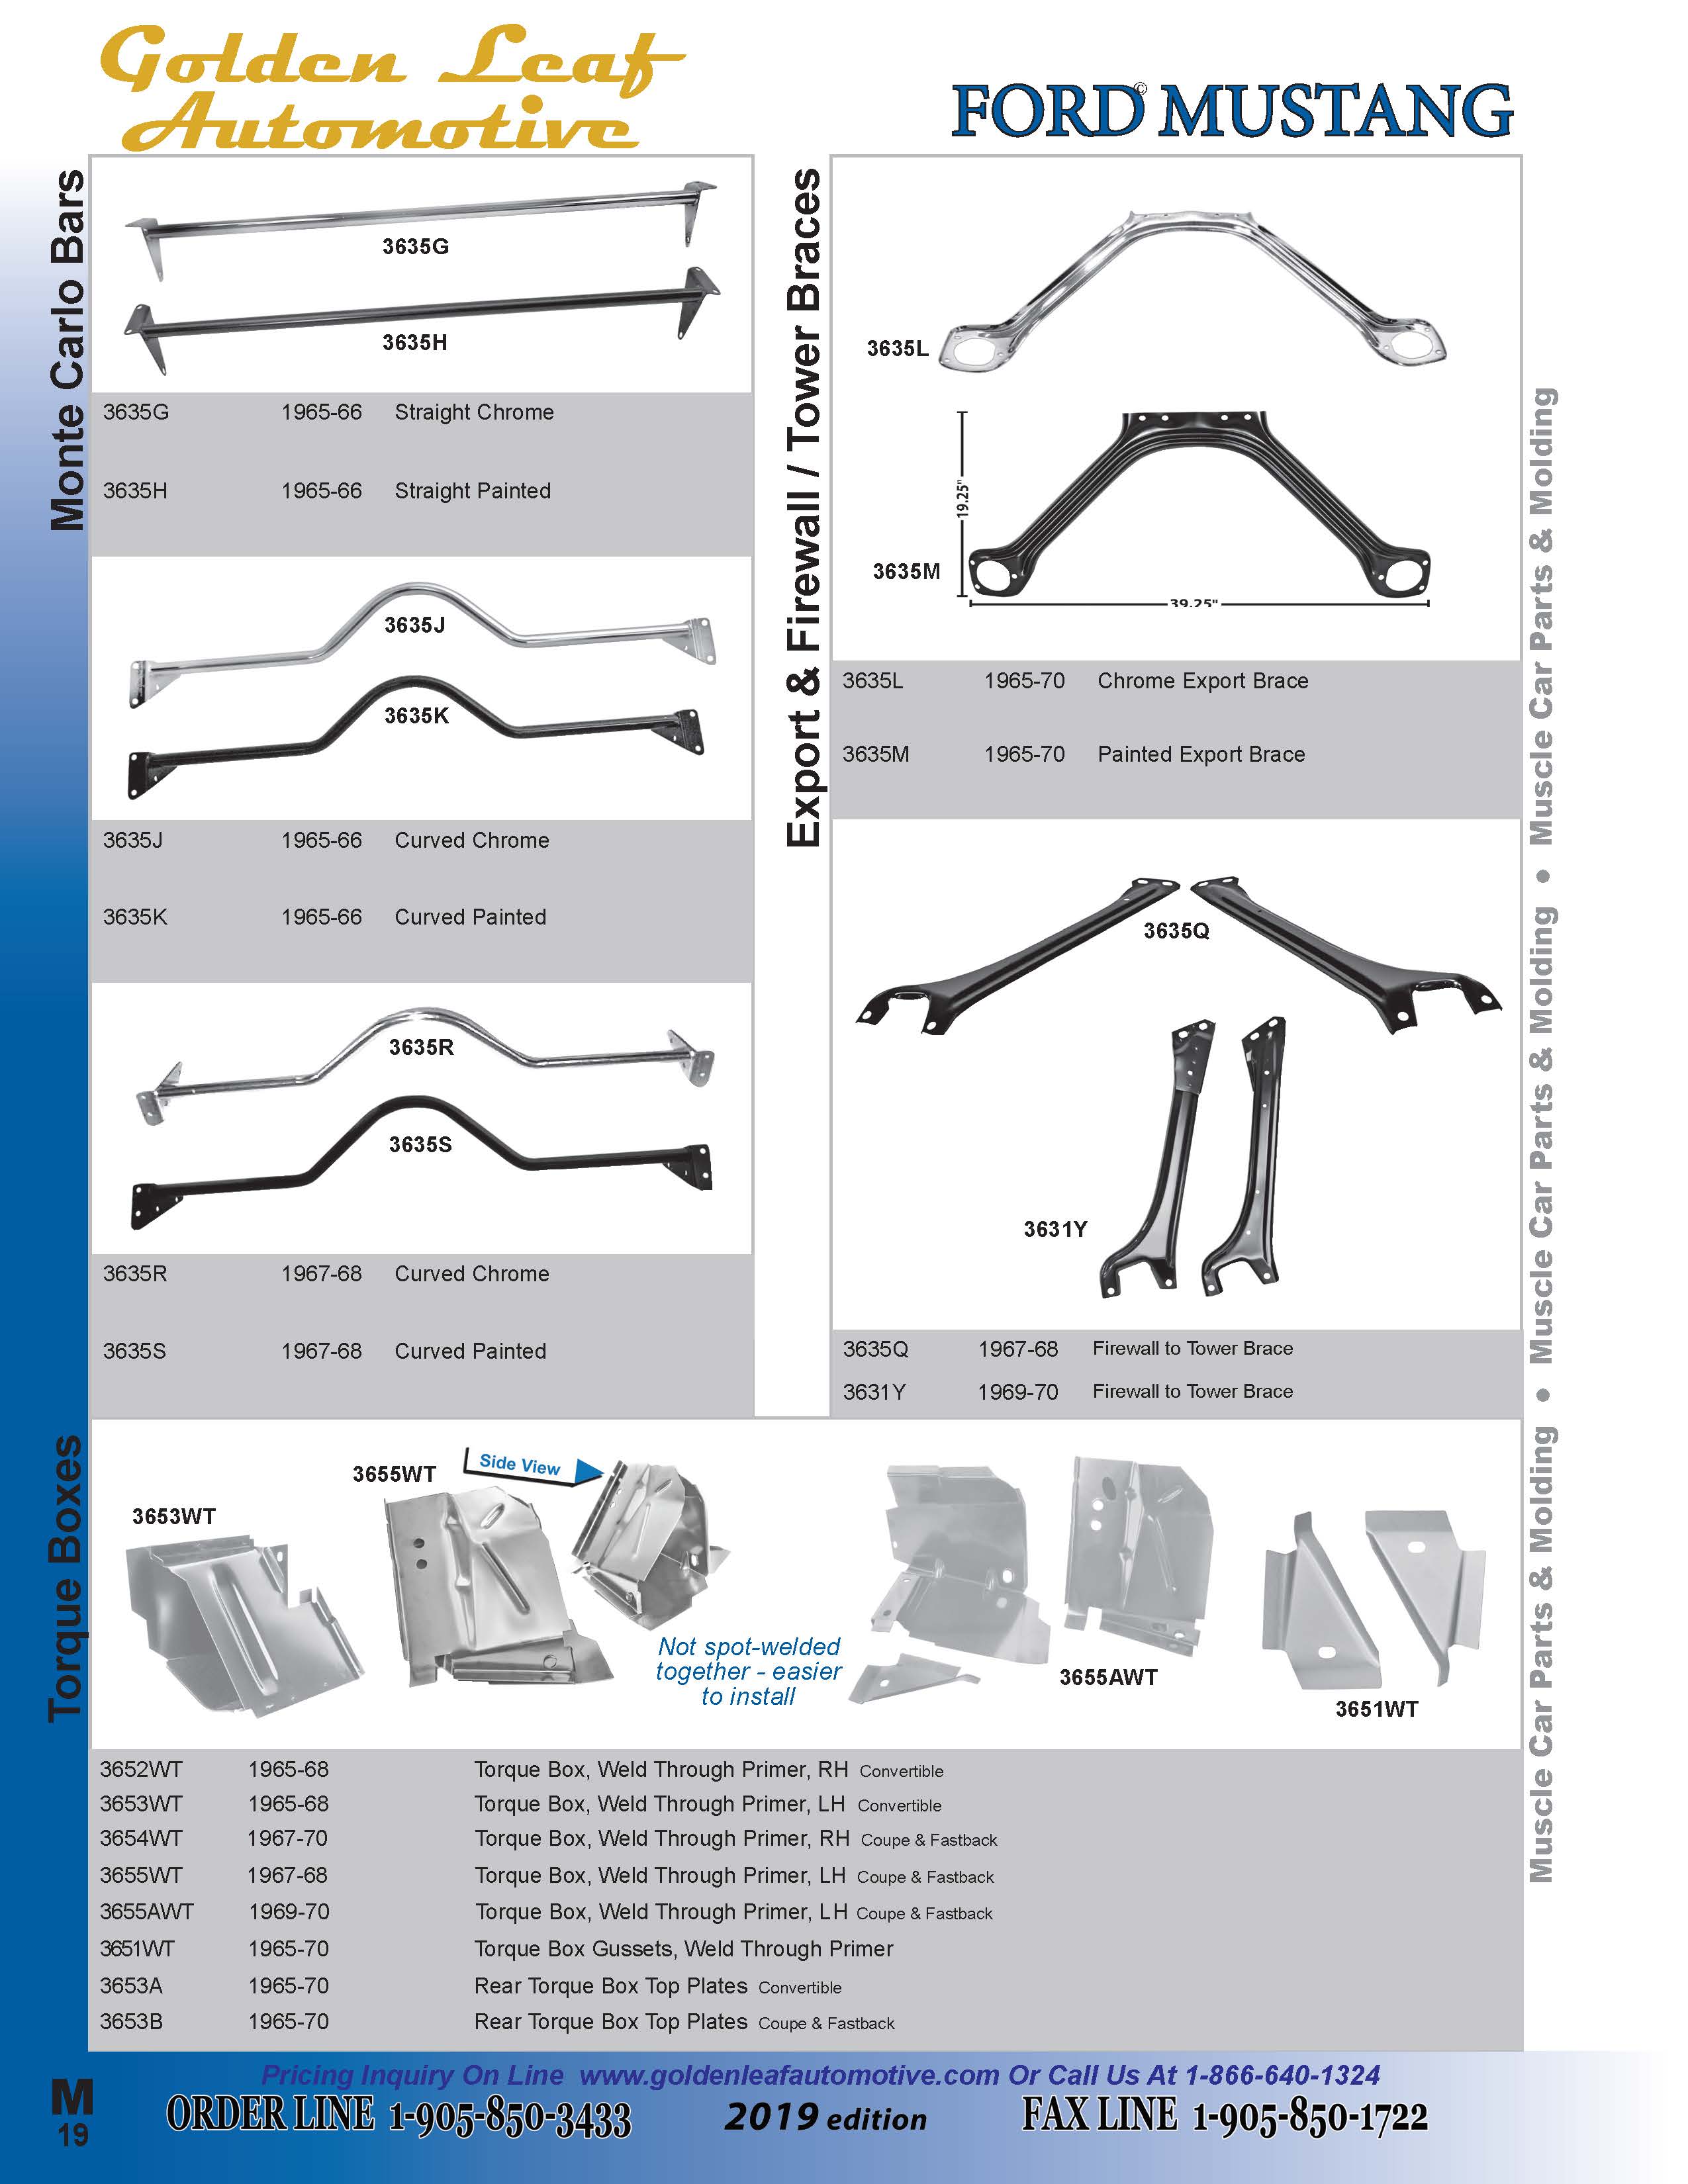 Golden Leaf
Automotive
FORD© MUSTANG
Monte Carlo Bars
3635G
3635H
3635G 1965-66 Straight Chrome
3635H 1965-66 Straight Painted
3635J
3635K
3635J 1965-66 Curved Chrome
3635K 1965-66 Curved Painted
3635R
3635S
3635R 1967-68 Curved Chrome
3635S 1967-68 Curved Painted
Export & Firewall / Tower Braces
3635L
19.25"
3635M
39.25"
3635L 1965-70 Chrome Export Brace
3635M 1965-70 Painted Export Brace
3635Q
3631Y
3635Q 1967-68 Firewall to Tower Brace
3631Y 1969-70 Firewall to Tower Brace
Muscle Car Parts & Molding • Muscle Car Parts & Molding • Muscle Car Parts & Molding
Torque Boxes
3653WT
3655WT
Side View
Not spot-welded
together - easier
to install
3655AWT
3651WT
3652WT 1965-68 Torque Box, Weld Through Primer, RH Convertible
3653WT 1965-68 Torque Box, Weld Through Primer, LH Convertible
3654WT 1967-70 Torque Box, Weld Through Primer, RH Coupe & Fastback
3655WT 1967-68 Torque Box, Weld Through Primer, LH Coupe & Fastback
3655AWT 1969-70 Torque Box, Weld Through Primer, LH Coupe & Fastback
3651WT 1965-70 Torque Box Gussets, Weld Through Primer
3653A 1965-70 Rear Torque Box Top Plates Convertible
3653B 1965-70 Rear Torque Box Top Plates Coupe & Fastback
Pricing Inquiry On Line www.goldenleafautomotive.com Or Call Us At 1-866-640-1324
M
19
ORDER LINE 1-905-850-3433 2019 edition FAX LINE 1-905-850-1722